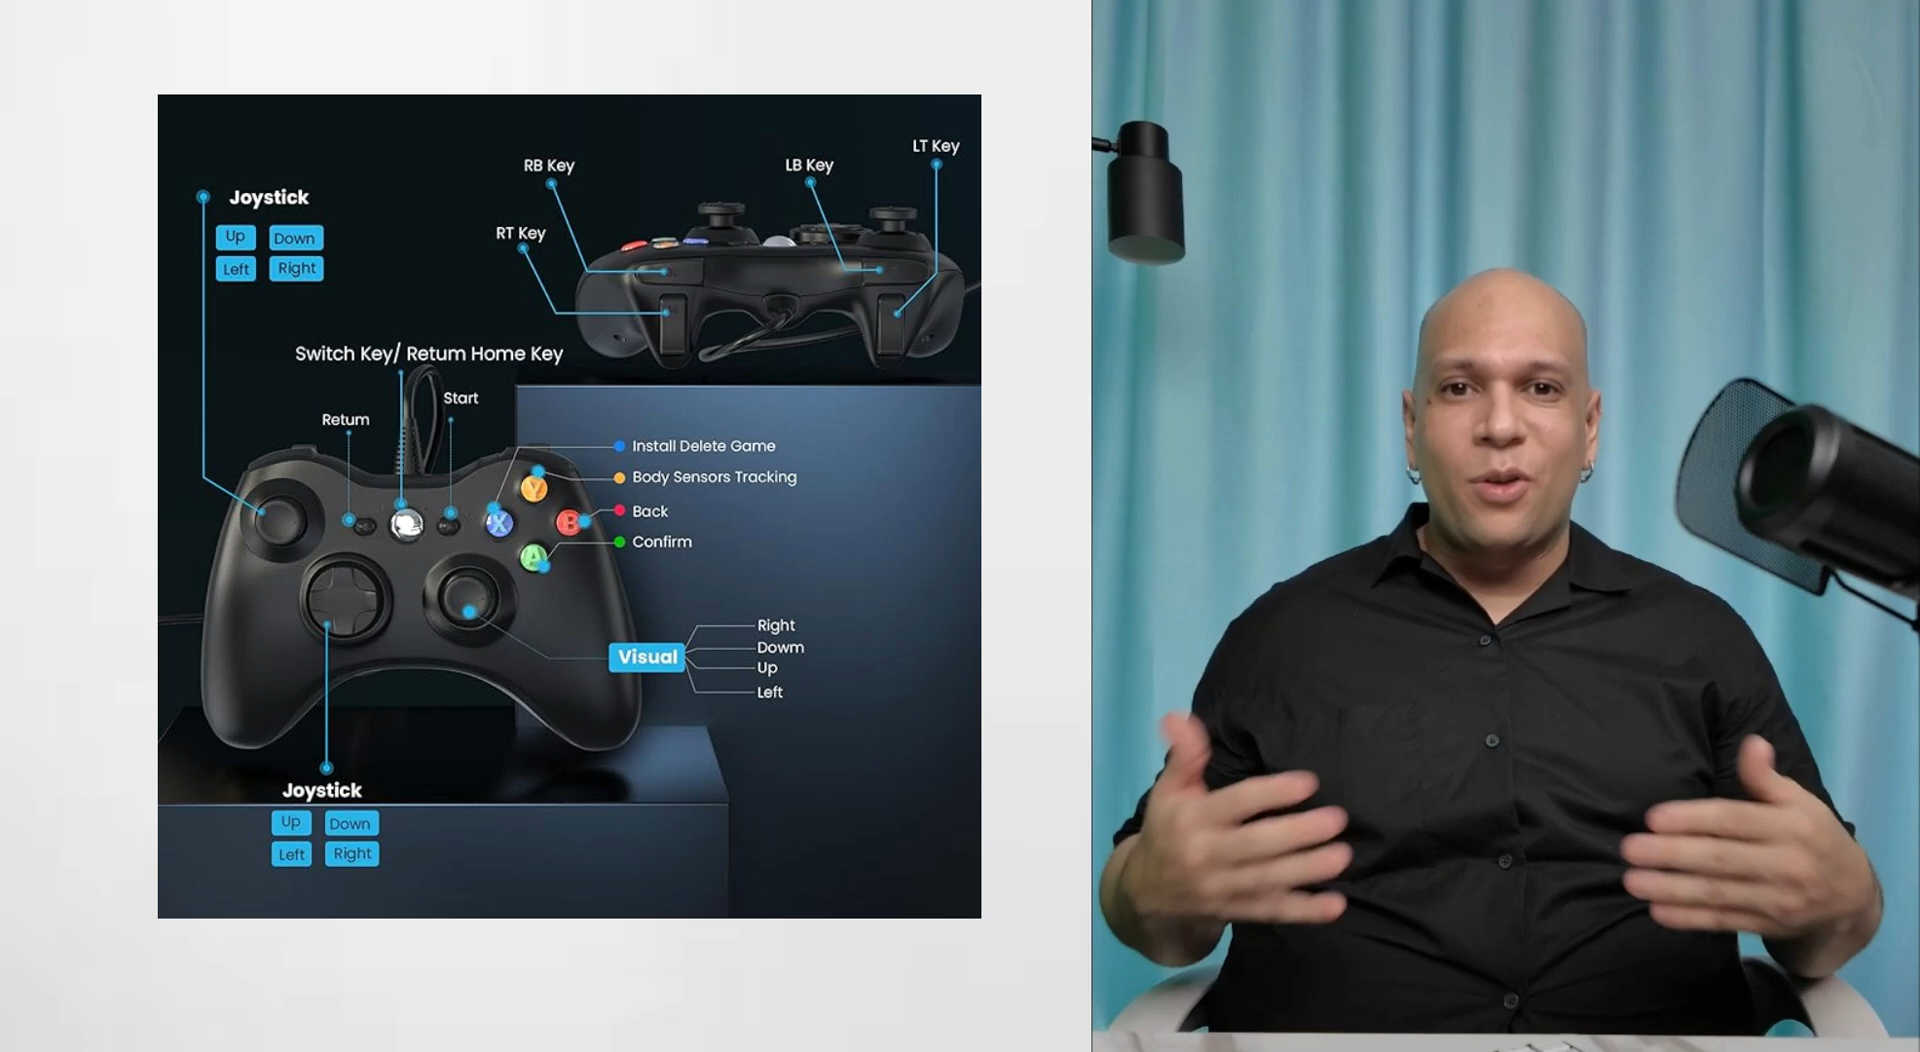 LT Key
RB Key
LB Key
Joystick
Up Down
Left Right
RT Key
Switch Key/ Retum Home Key
Start
Retum
Install Delete Game
Body Sensors Tracking
Back
Confirm
Y
X
B
A
Visual
Right
Dowm
Up
Left
Joystick
Up Down
Left Right